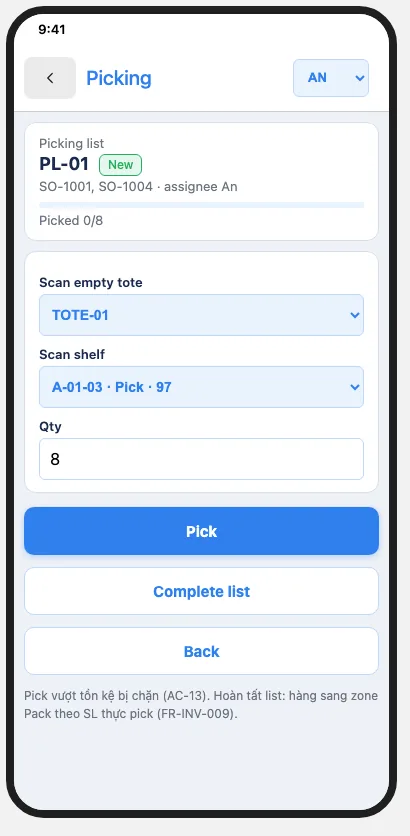 9:41
Picking
AN
Picking list
PL-01 New
SO-1001, SO-1004 · assignee An
Picked 0/8
Scan empty tote
TOTE-01
Scan shelf
A-01-03 · Pick · 97
Qty
8
Pick
Complete list
Back
Pick vượt tồn kệ bị chặn (AC-13). Hoàn tất list: hàng sang zone
Pack theo SL thực pick (FR-INV-009).